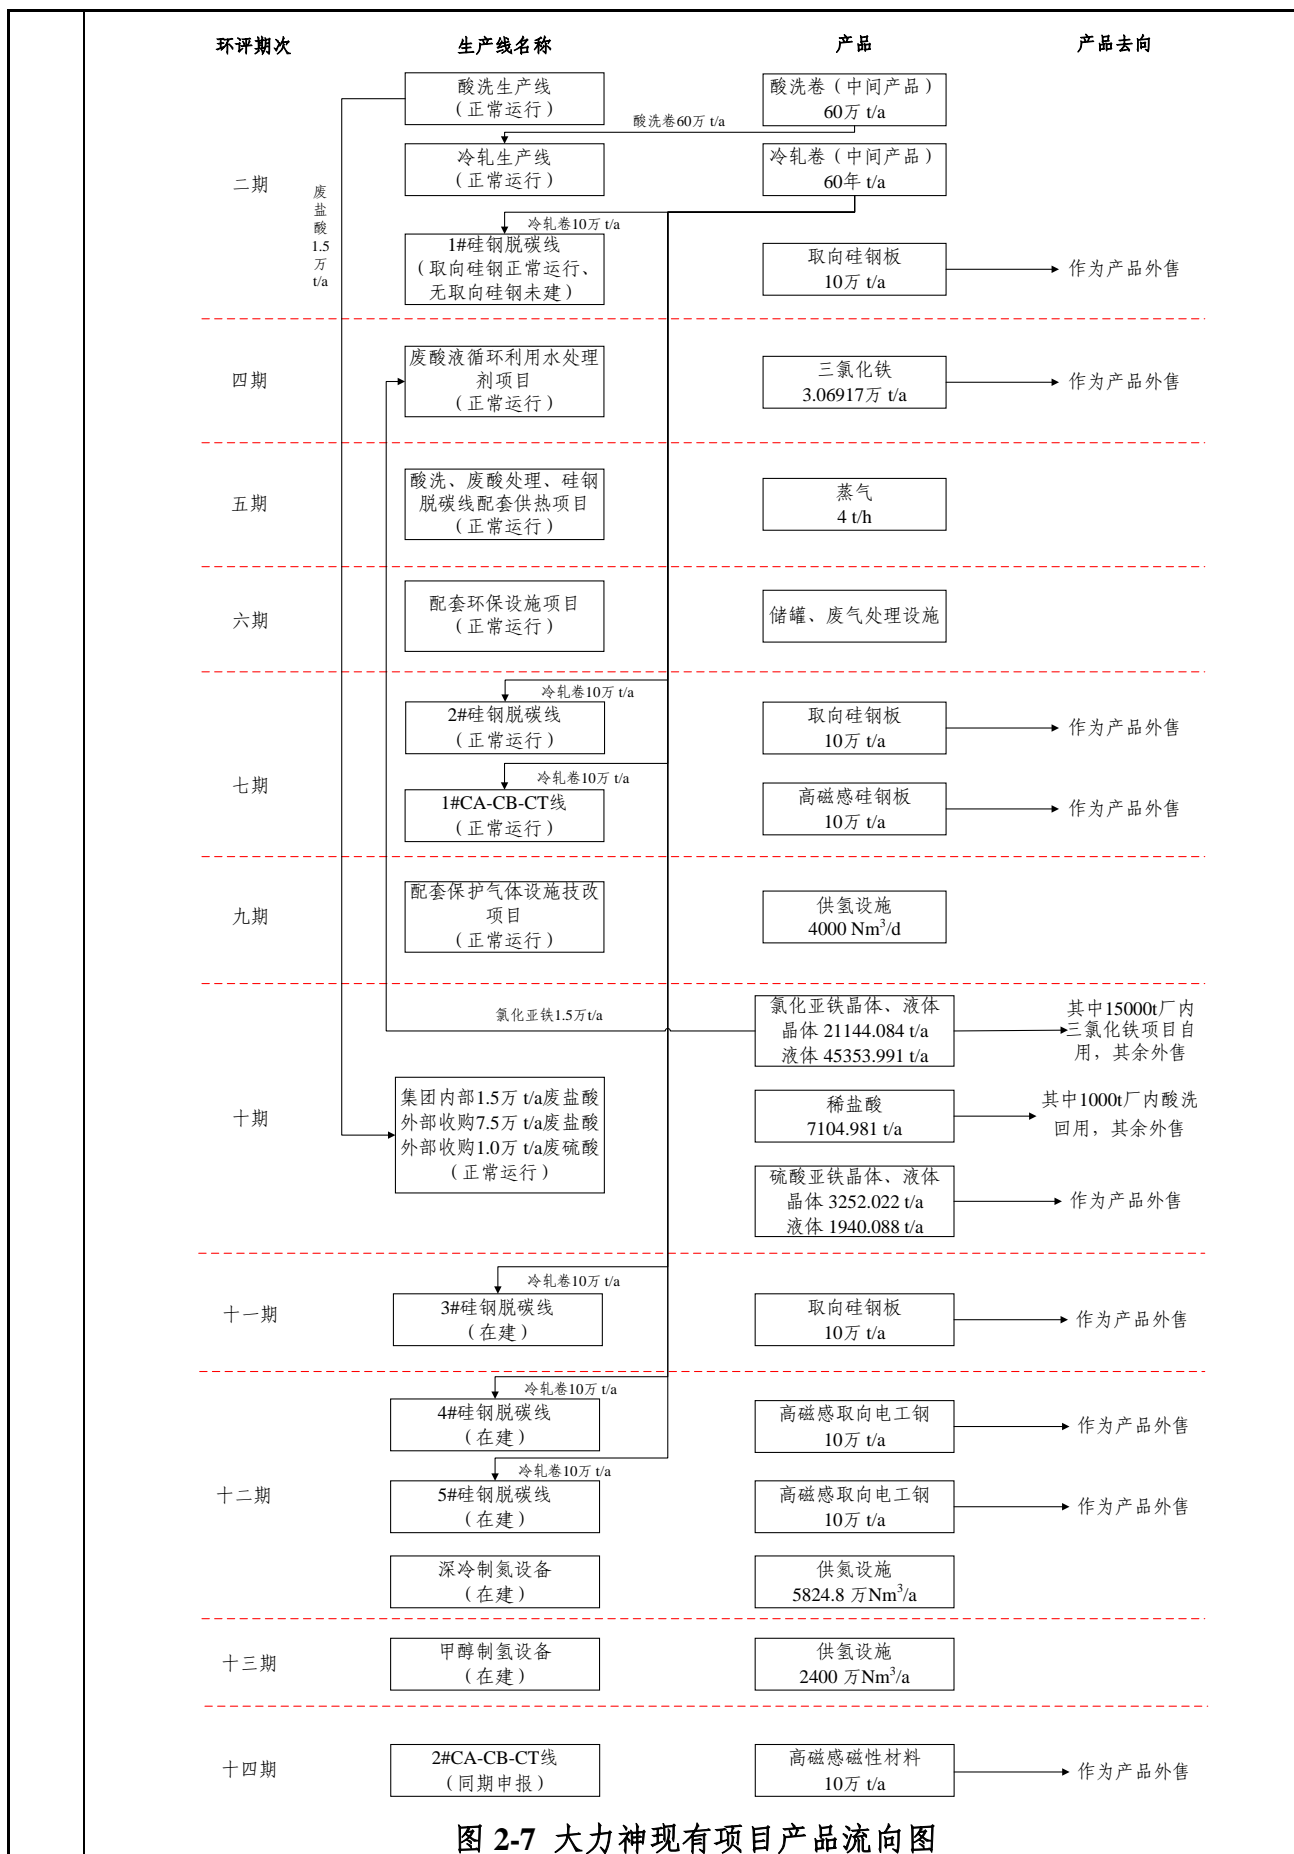 环评期次 生产线名称 产品 产品去向
酸洗生产线
（正常运行）
酸洗卷（中间产品）
60万 t/a
酸洗卷60万 t/a
二期
冷轧生产线
（正常运行）
冷轧卷（中间产品）
60年 t/a
废
盐
酸
1.5
万
t/a
冷轧卷10万 t/a
1#硅钢脱碳线
（取向硅钢正常运行、
无取向硅钢未建）
取向硅钢板
10万 t/a
作为产品外售
四期
废酸液循环利用水处理
剂项目
（正常运行）
三氯化铁
3.06917万 t/a
作为产品外售
五期
酸洗、废酸处理、硅钢
脱碳线配套供热项目
（正常运行）
蒸气
4 t/h
六期
配套环保设施项目
（正常运行）
储罐、废气处理设施
七期
冷轧卷10万 t/a
2#硅钢脱碳线
（正常运行）
取向硅钢板
10万 t/a
作为产品外售
冷轧卷10万 t/a
1#CA-CB-CT线
（正常运行）
高磁感硅钢板
10万 t/a
作为产品外售
九期
配套保护气体设施技改
项目
（正常运行）
供氢设施
4000 Nm³/d
十期
氯化亚铁1.5万t/a
氯化亚铁晶体、液体
晶体 21144.084 t/a
液体 45353.991 t/a
其中15000t厂内
三氯化铁项目自
用，其余外售
集团内部1.5万 t/a废盐酸
外部收购7.5万 t/a废盐酸
外部收购1.0万 t/a废硫酸
（正常运行）
稀盐酸
7104.981 t/a
其中1000t厂内酸洗
回用，其余外售
硫酸亚铁晶体、液体
晶体 3252.022 t/a
液体 1940.088 t/a
作为产品外售
十一期
冷轧卷10万 t/a
3#硅钢脱碳线
（在建）
取向硅钢板
10万 t/a
作为产品外售
十二期
冷轧卷10万 t/a
4#硅钢脱碳线
（在建）
高磁感取向电工钢
10万 t/a
作为产品外售
冷轧卷10万 t/a
5#硅钢脱碳线
（在建）
高磁感取向电工钢
10万 t/a
作为产品外售
深冷制氮设备
（在建）
供氮设施
5824.8 万Nm³/a
十三期
甲醇制氢设备
（在建）
供氢设施
2400 万Nm³/a
十四期
2#CA-CB-CT线
（同期申报）
高磁感磁性材料
10万 t/a
作为产品外售
图 2-7 大力神现有项目产品流向图